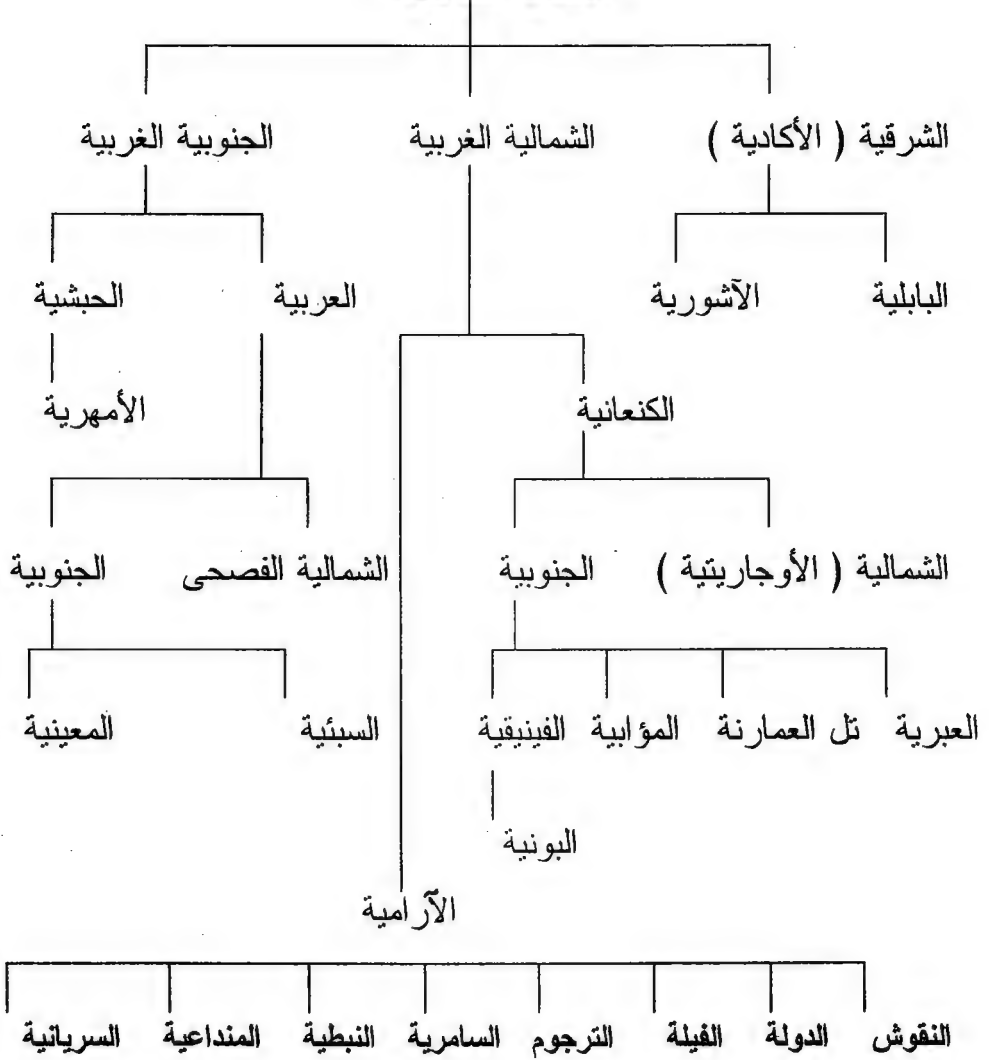 الشرقية ( الأكادية ) الشمالية الغربية الجنوبية الغربية
البابلية الآشورية العربية الحبشية
الكنعانية الأمهرية
الشمالية ( الأوجاريتية ) الجنوبية الشمالية الفصحى الجنوبية
العبرية تل العمارنة المؤابية الفينيقية السبئية المعينية
البونية
الآرامية
النقوش الدولة الفيلة الترجوم السامرية النبطية المنداعية السريانية